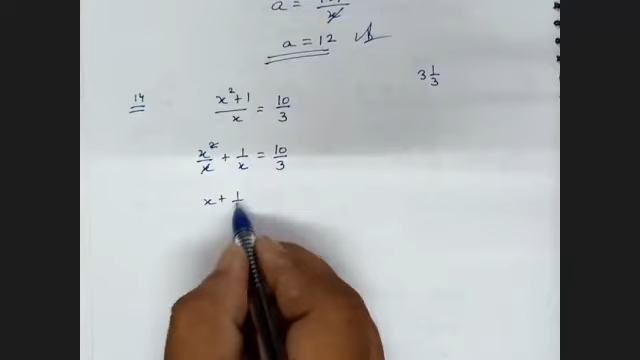 a =
a = 12
3 1/3
14 (x² + 1)/x = 10/3
x²/x + 1/x = 10/3
x + 1/